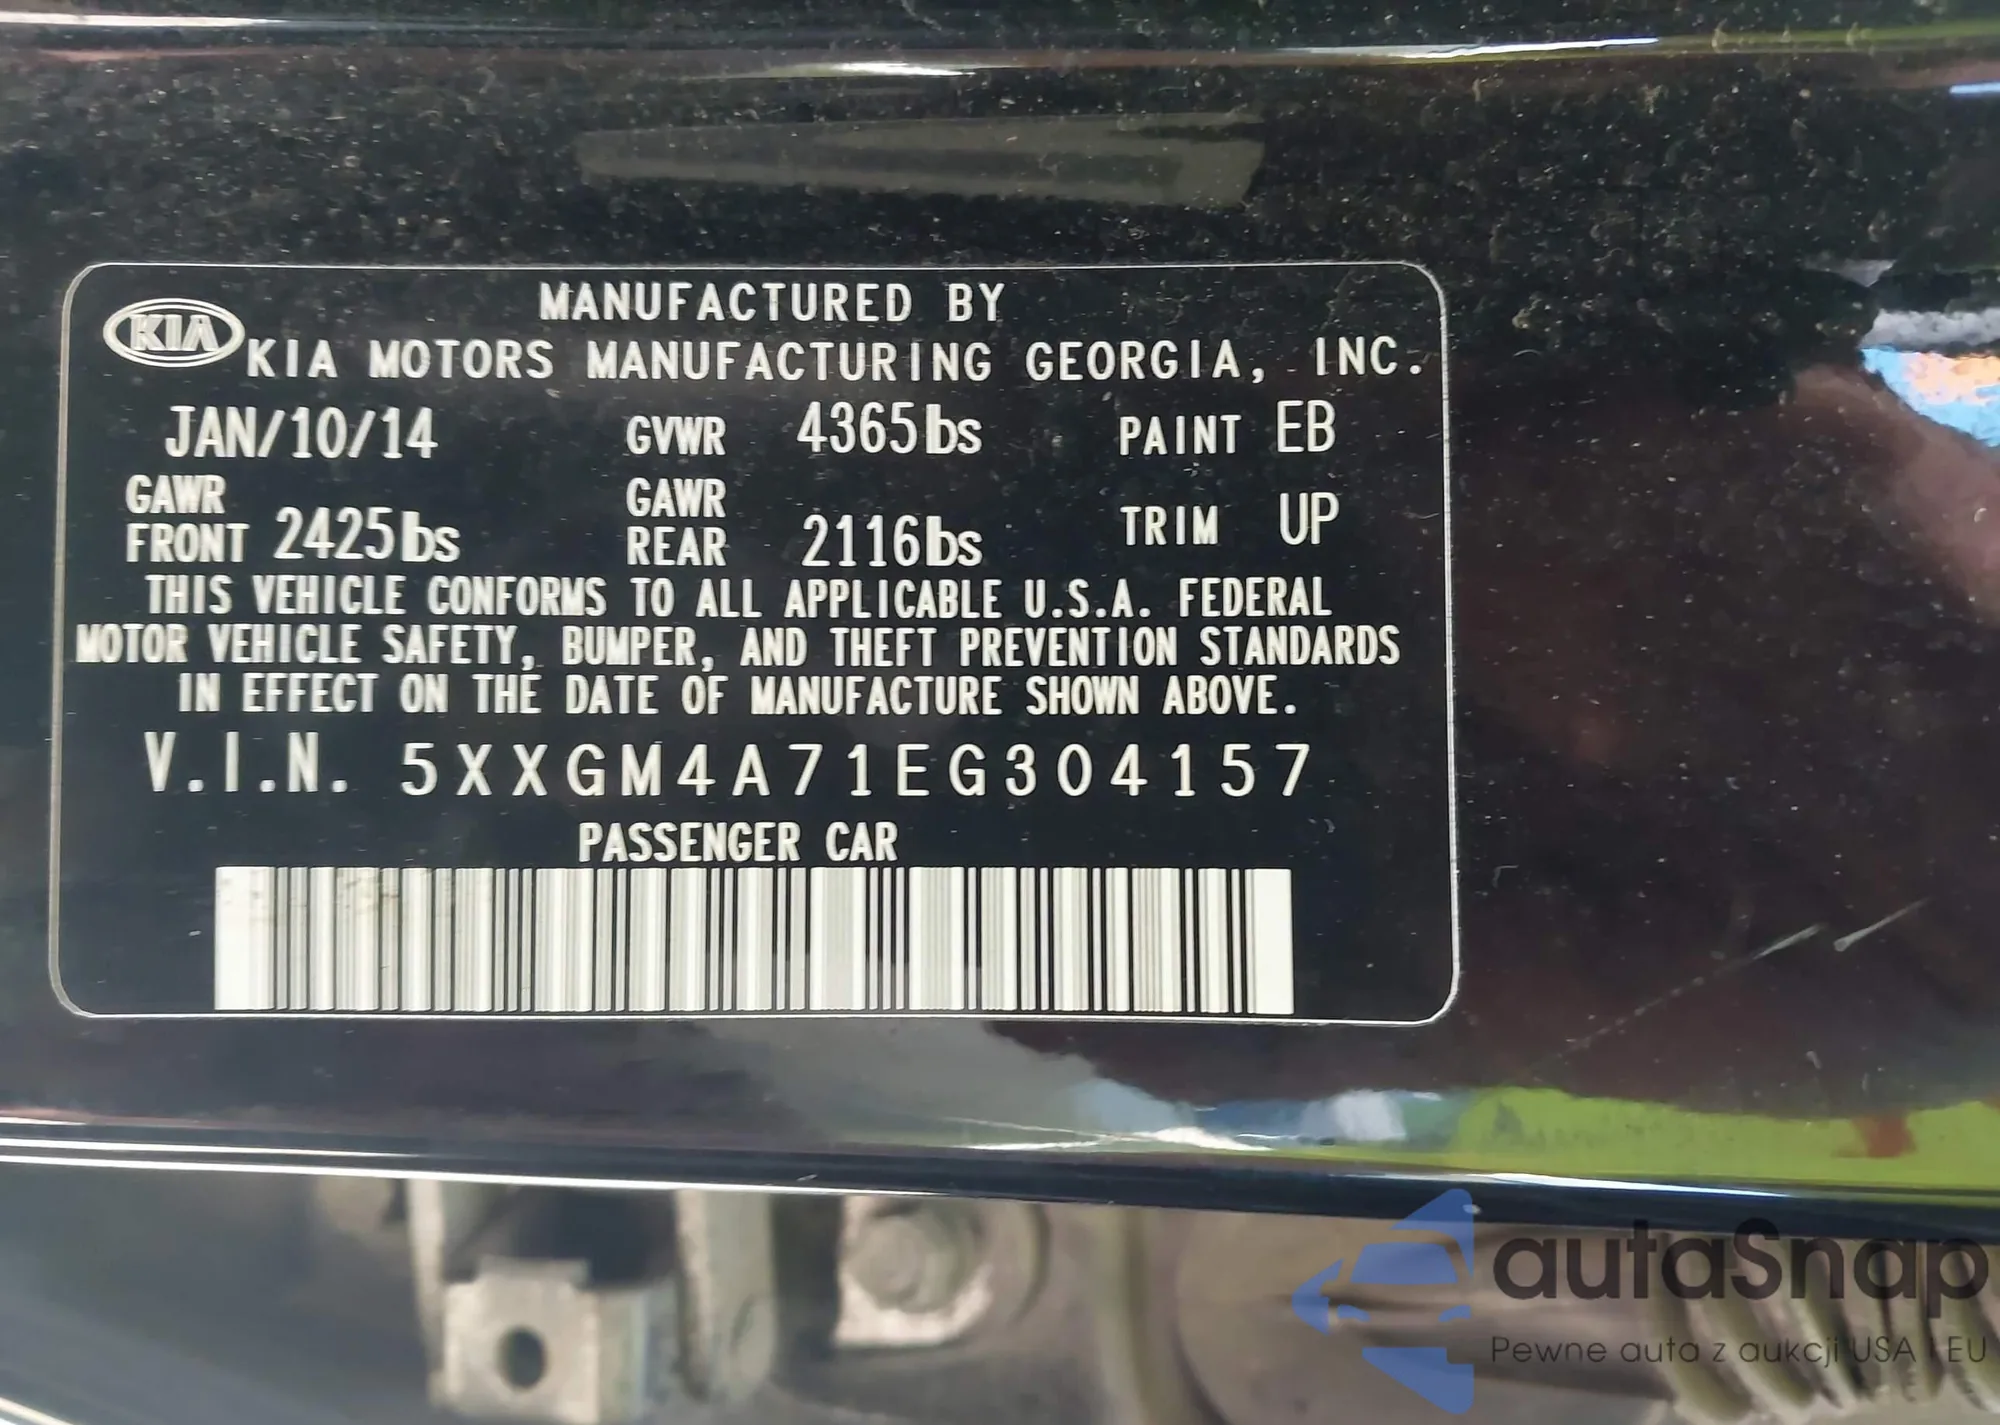 MANUFACTURED BY
KIA KIA MOTORS MANUFACTURING GEORGIA, INC.
JAN/10/14 GVWR 4365lbs PAINT EB
GAWR FRONT 2425lbs GAWR REAR 2116lbs TRIM UP
THIS VEHICLE CONFORMS TO ALL APPLICABLE U.S.A. FEDERAL
MOTOR VEHICLE SAFETY, BUMPER, AND THEFT PREVENTION STANDARDS
IN EFFECT ON THE DATE OF MANUFACTURE SHOWN ABOVE.
V.I.N. 5XXGM4A71EG304157
PASSENGER CAR
autaSnap
Pewne auta z aukcji USA i EU